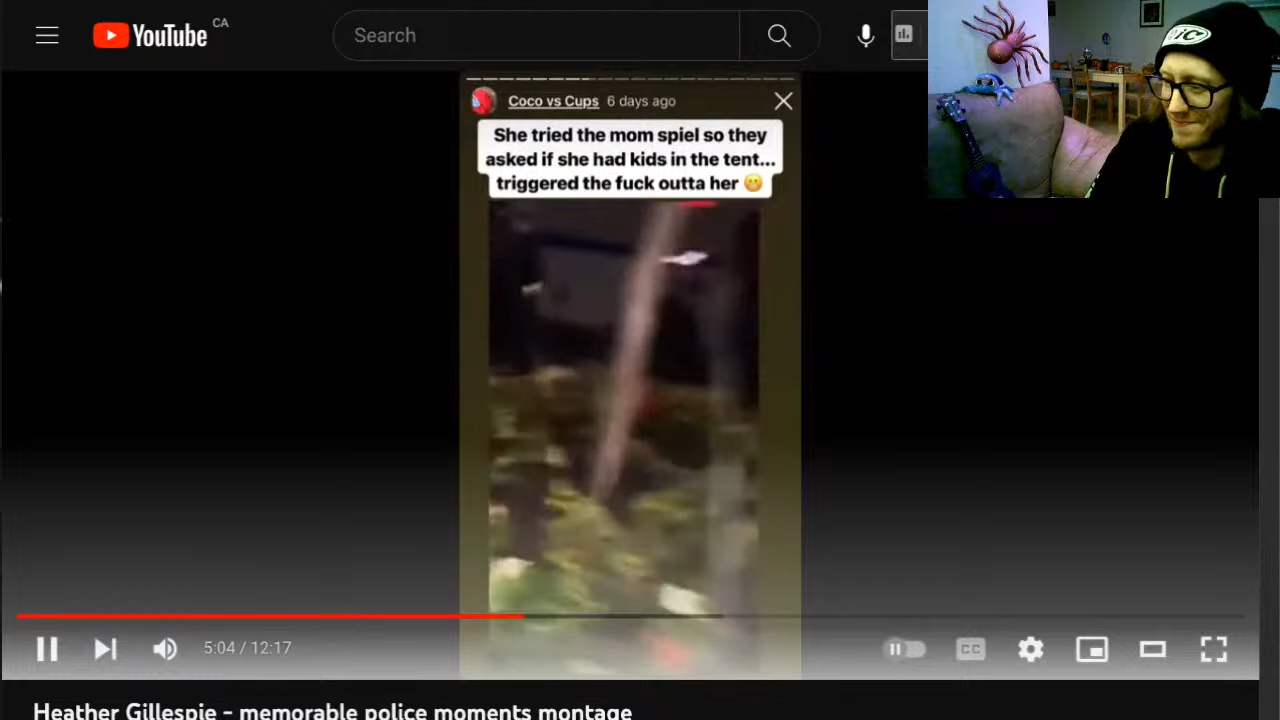 YouTube CA
Search
Coco vs Cups 6 days ago
She tried the mom spiel so they
asked if she had kids in the tent...
triggered the fuck outta her 😬
5:04 / 12:17
CC
Heather Gillespie - memorable police moments montage